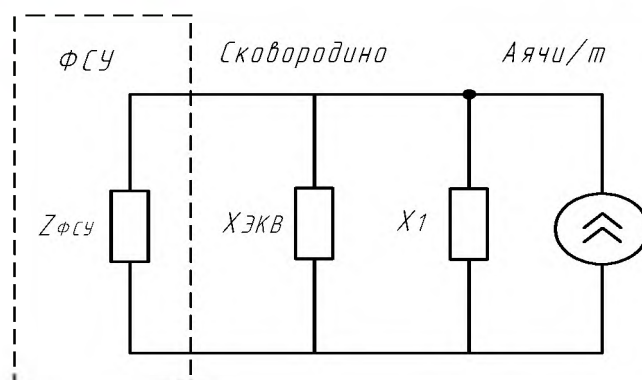 ФСУ
Сковородино
Аячи/т
Zфсу
XЭКВ
X1